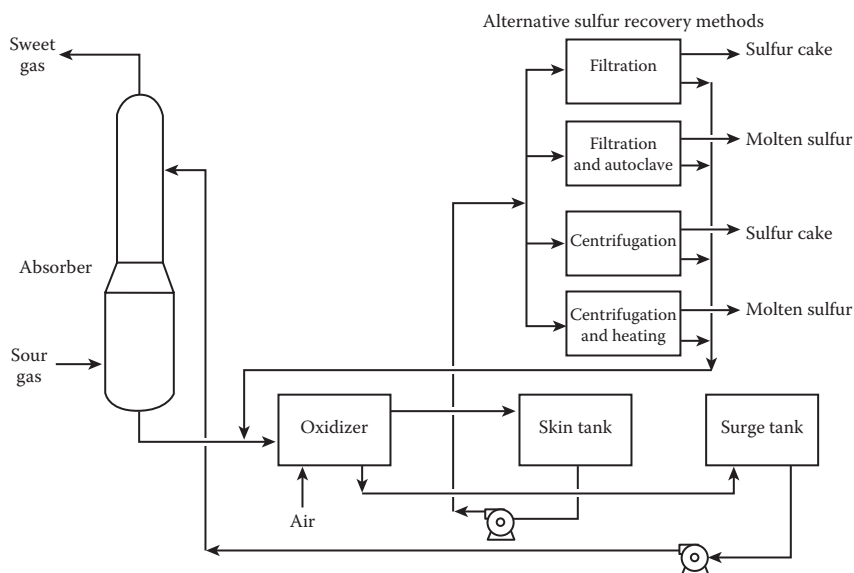 Alternative sulfur recovery methods
Sweet
gas
Filtration
Sulfur cake
Filtration
and autoclave
Molten sulfur
Absorber
Centrifugation
Sulfur cake
Centrifugation
and heating
Molten sulfur
Sour
gas
Oxidizer
Skin tank
Surge tank
Air